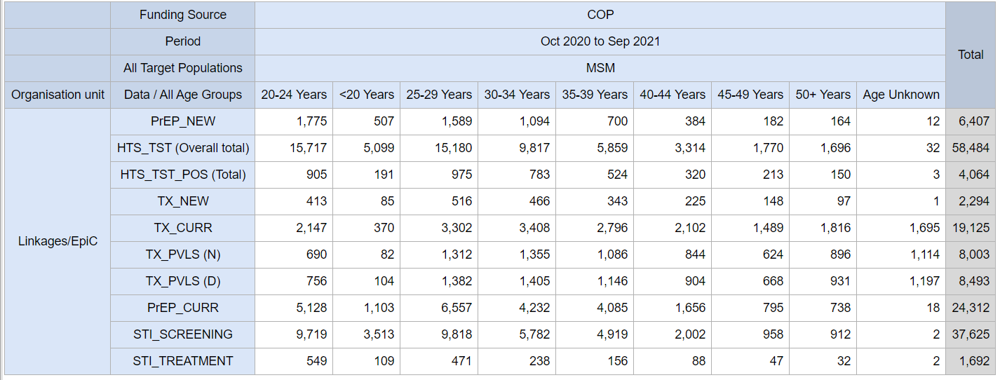 Funding Source COP Total
Period Oct 2020 to Sep 2021
All Target Populations MSM
Organisation unit Data / All Age Groups 20-24 Years <20 Years 25-29 Years 30-34 Years 35-39 Years 40-44 Years 45-49 Years 50+ Years Age Unknown
Linkages/EpiC
PrEP_NEW 1,775 507 1,589 1,094 700 384 182 164 12 6,407
HTS_TST (Overall total) 15,717 5,099 15,180 9,817 5,859 3,314 1,770 1,696 32 58,484
HTS_TST_POS (Total) 905 191 975 783 524 320 213 150 3 4,064
TX_NEW 413 85 516 466 343 225 148 97 1 2,294
TX_CURR 2,147 370 3,302 3,408 2,796 2,102 1,489 1,816 1,695 19,125
TX_PVLS (N) 690 82 1,312 1,355 1,086 844 624 896 1,114 8,003
TX_PVLS (D) 756 104 1,382 1,405 1,146 904 668 931 1,197 8,493
PrEP_CURR 5,128 1,103 6,557 4,232 4,085 1,656 795 738 18 24,312
STI_SCREENING 9,719 3,513 9,818 5,782 4,919 2,002 958 912 2 37,625
STI_TREATMENT 549 109 471 238 156 88 47 32 2 1,692